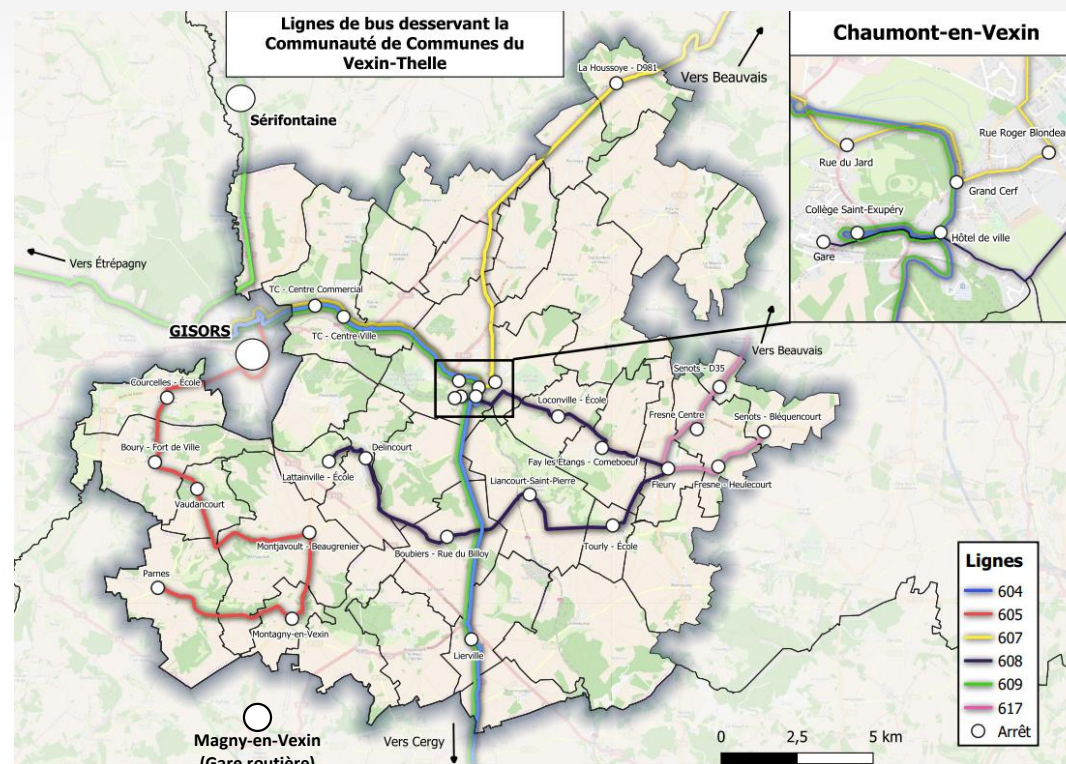 Lignes de bus desservant la
Communauté de Communes du
Vexin-Thelle
Chaumont-en-Vexin
Rue Roger Blondeau
Rue du Jard
Grand Cerf
Collège Saint-Exupéry
Hôtel de ville
Gare
La Houssoye - D981
Vers Beauvais
Sérifontaine
Vers Étrépagny
TC - Centre Commercial
GISORS
TC - Centre Ville
Vers Beauvais
Courcelles - École
Senots - D35
Loconville - École
Fresne Centre
Senots - Bléquencourt
Boury - Fort de Ville
Delincourt
Lattainville - École
Fay les Etangs - Comeboeuf
Liancourt-Saint-Pierre
Fleury
Fresne - Heulecourt
Vaudancourt
Montjavoult - Beaugrenier
Boubiers - Rue du Billoy
Tourly - École
Parnes
Montagny-en-Vexin
Lierville
Lignes
604
605
607
608
609
617
Arrêt
Magny-en-Vexin
(Gare routière)
Vers Cergy
0 2,5 5 km